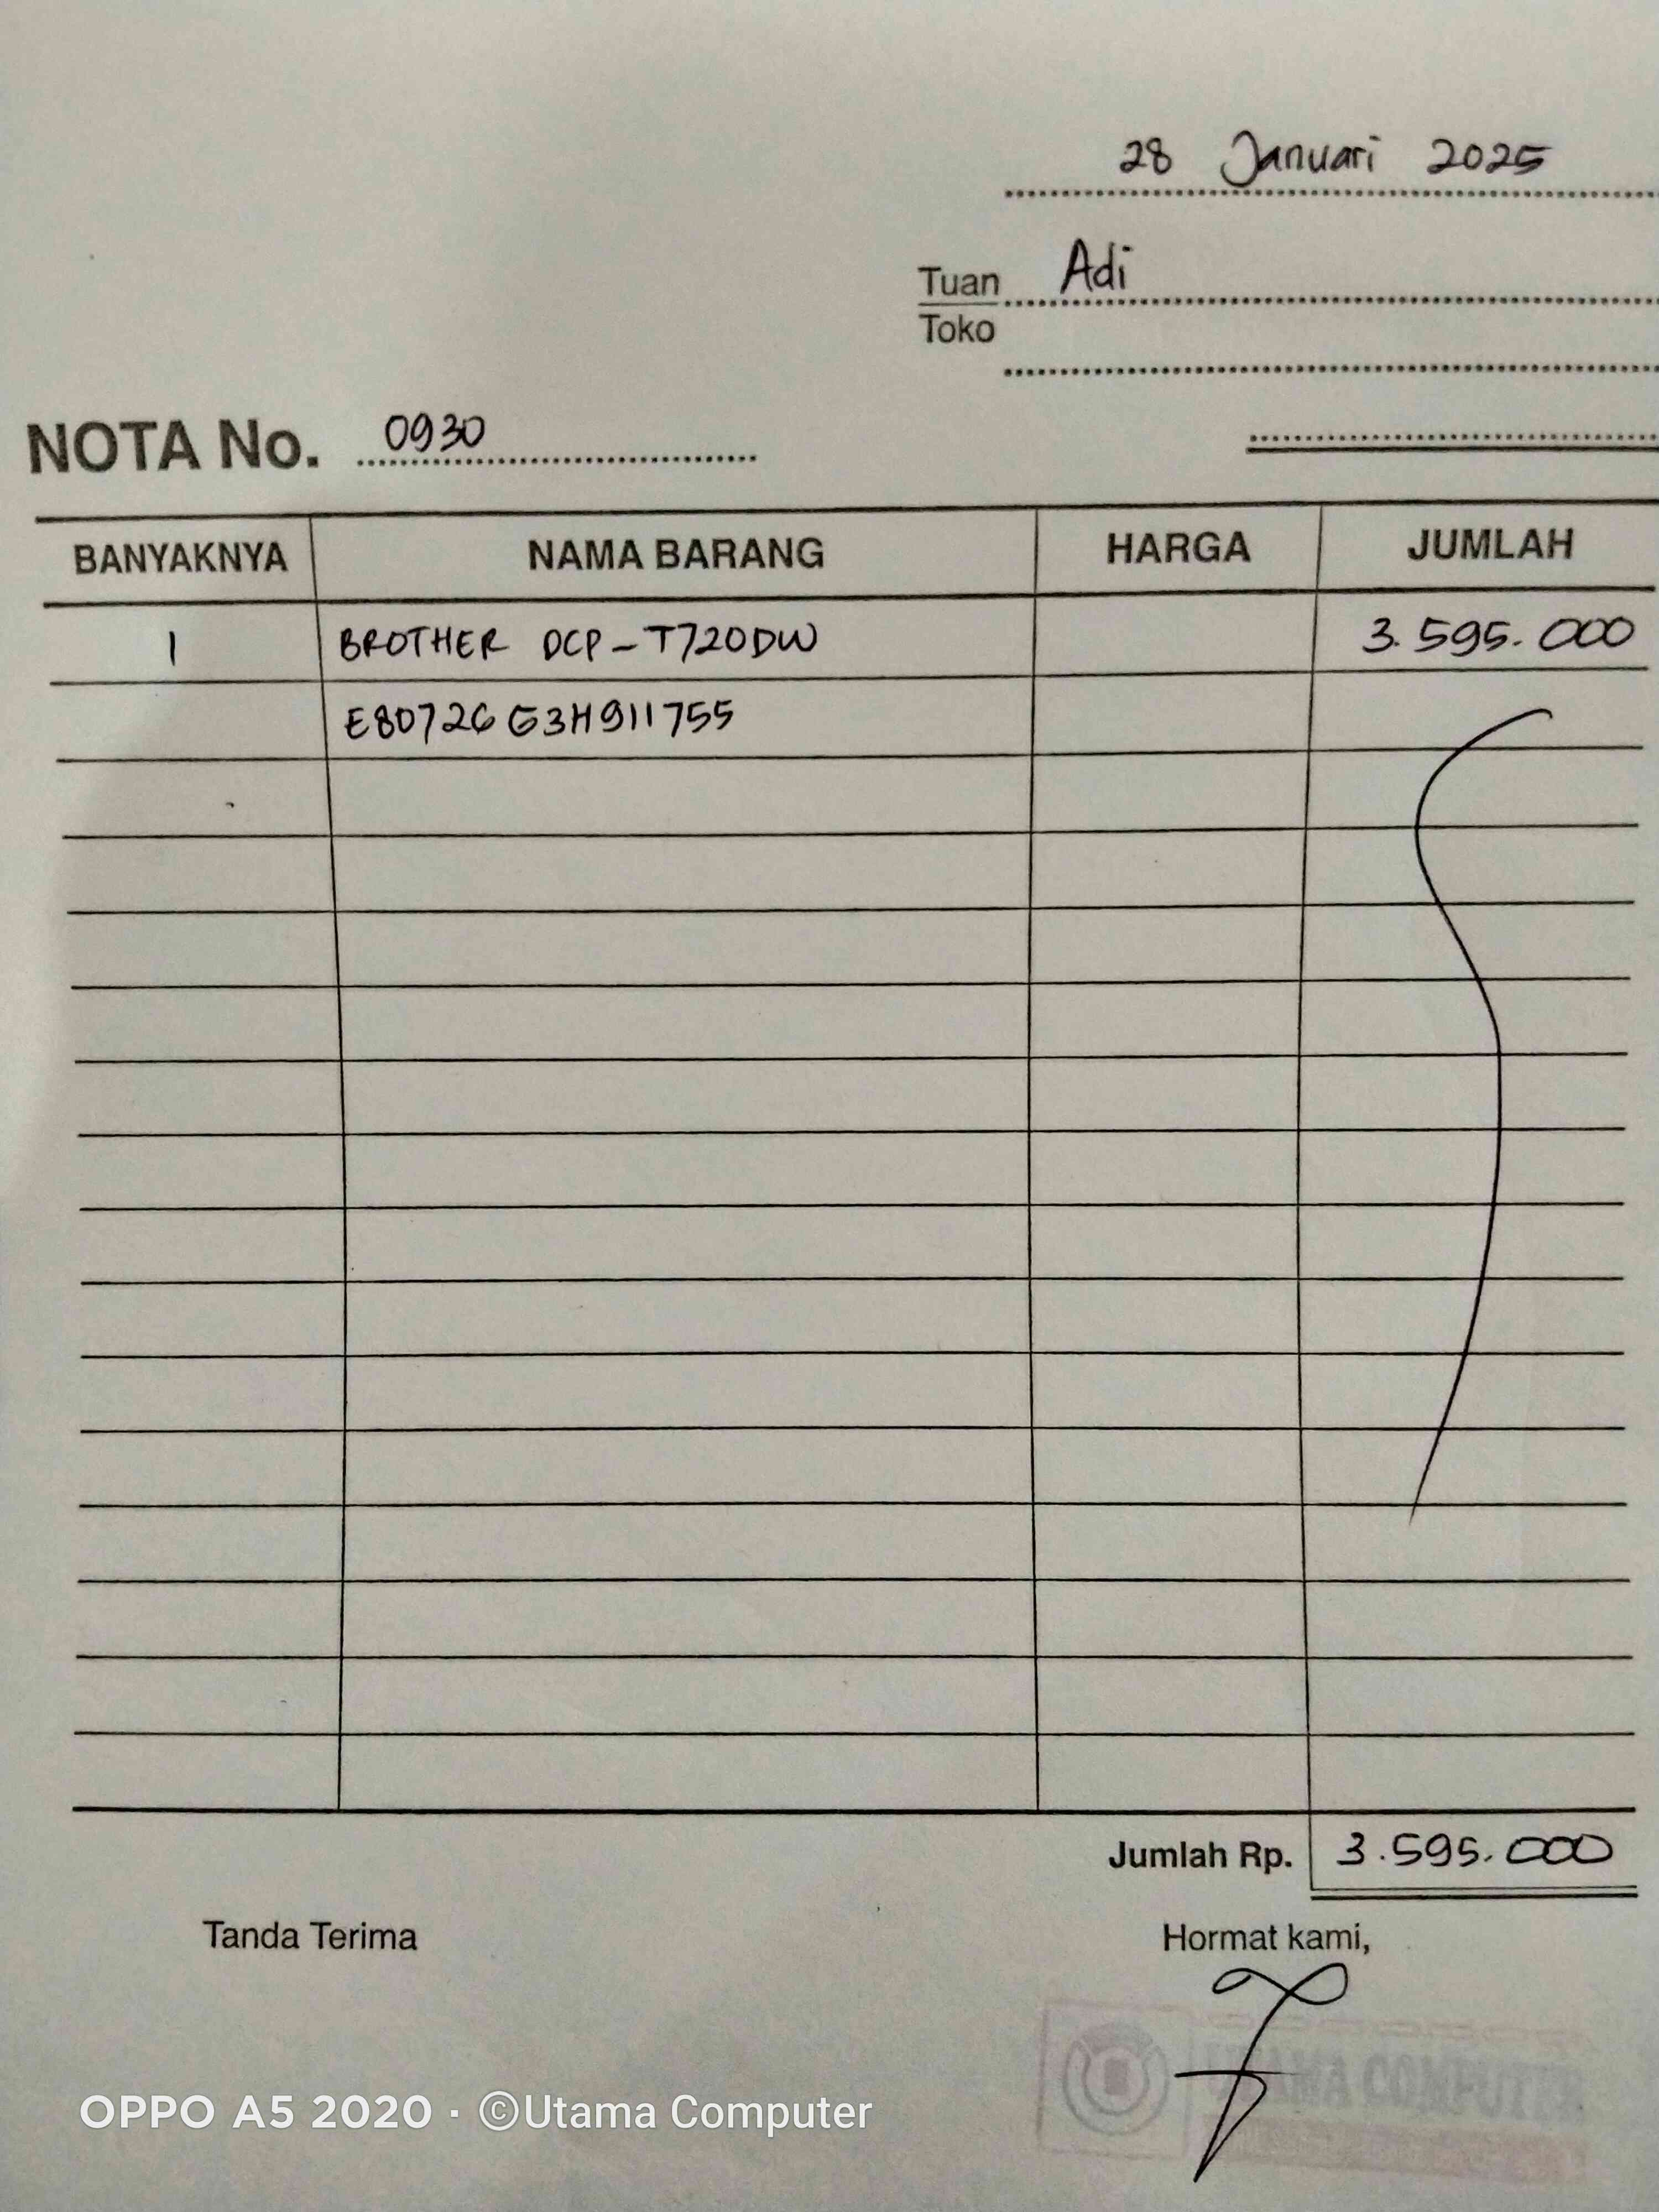 28 Januari 2025
Tuan Adi
Toko
NOTA No. 0930
BANYAKNYA NAMA BARANG HARGA JUMLAH
1 BROTHER DCP-T720DW 3.595.000
E80726G3H911755
Jumlah Rp. 3.595.000
Tanda Terima Hormat kami,
UTAMA COMPUTER
OPPO A5 2020 · ©Utama Computer